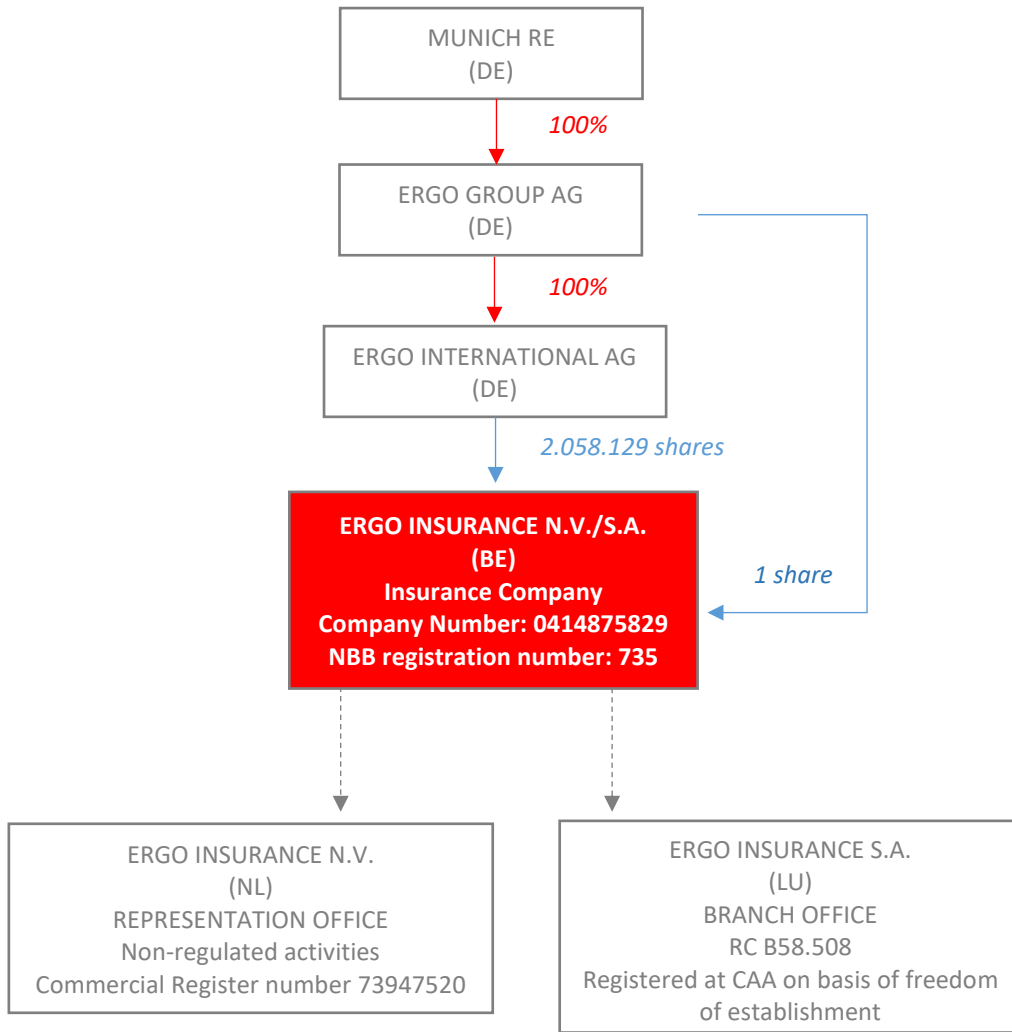 MUNICH RE
(DE)
100%
ERGO GROUP AG
(DE)
100%
ERGO INTERNATIONAL AG
(DE)
2.058.129 shares
ERGO INSURANCE N.V./S.A.
(BE)
Insurance Company
Company Number: 0414875829
NBB registration number: 735
1 share
ERGO INSURANCE N.V.
(NL)
REPRESENTATION OFFICE
Non-regulated activities
Commercial Register number 73947520
ERGO INSURANCE S.A.
(LU)
BRANCH OFFICE
RC B58.508
Registered at CAA on basis of freedom
of establishment